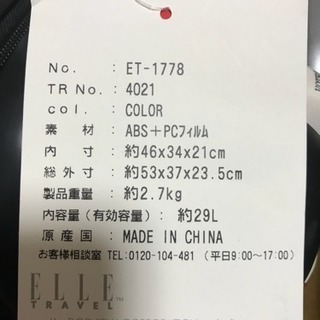 No. : ET-1778
TR No. : 4021
col. : COLOR
素材 : ABS+PCフィルム
内寸 : 約46x34x21cm
総外寸 : 約53x37x23.5cm
製品重量 : 約2.7kg
内容量(有効容量) : 約29L
原産国 : MADE IN CHINA
お客様相談室 TEL:0120-104-481 (平日9:00~17:00)
ELLE
TRAVEL™